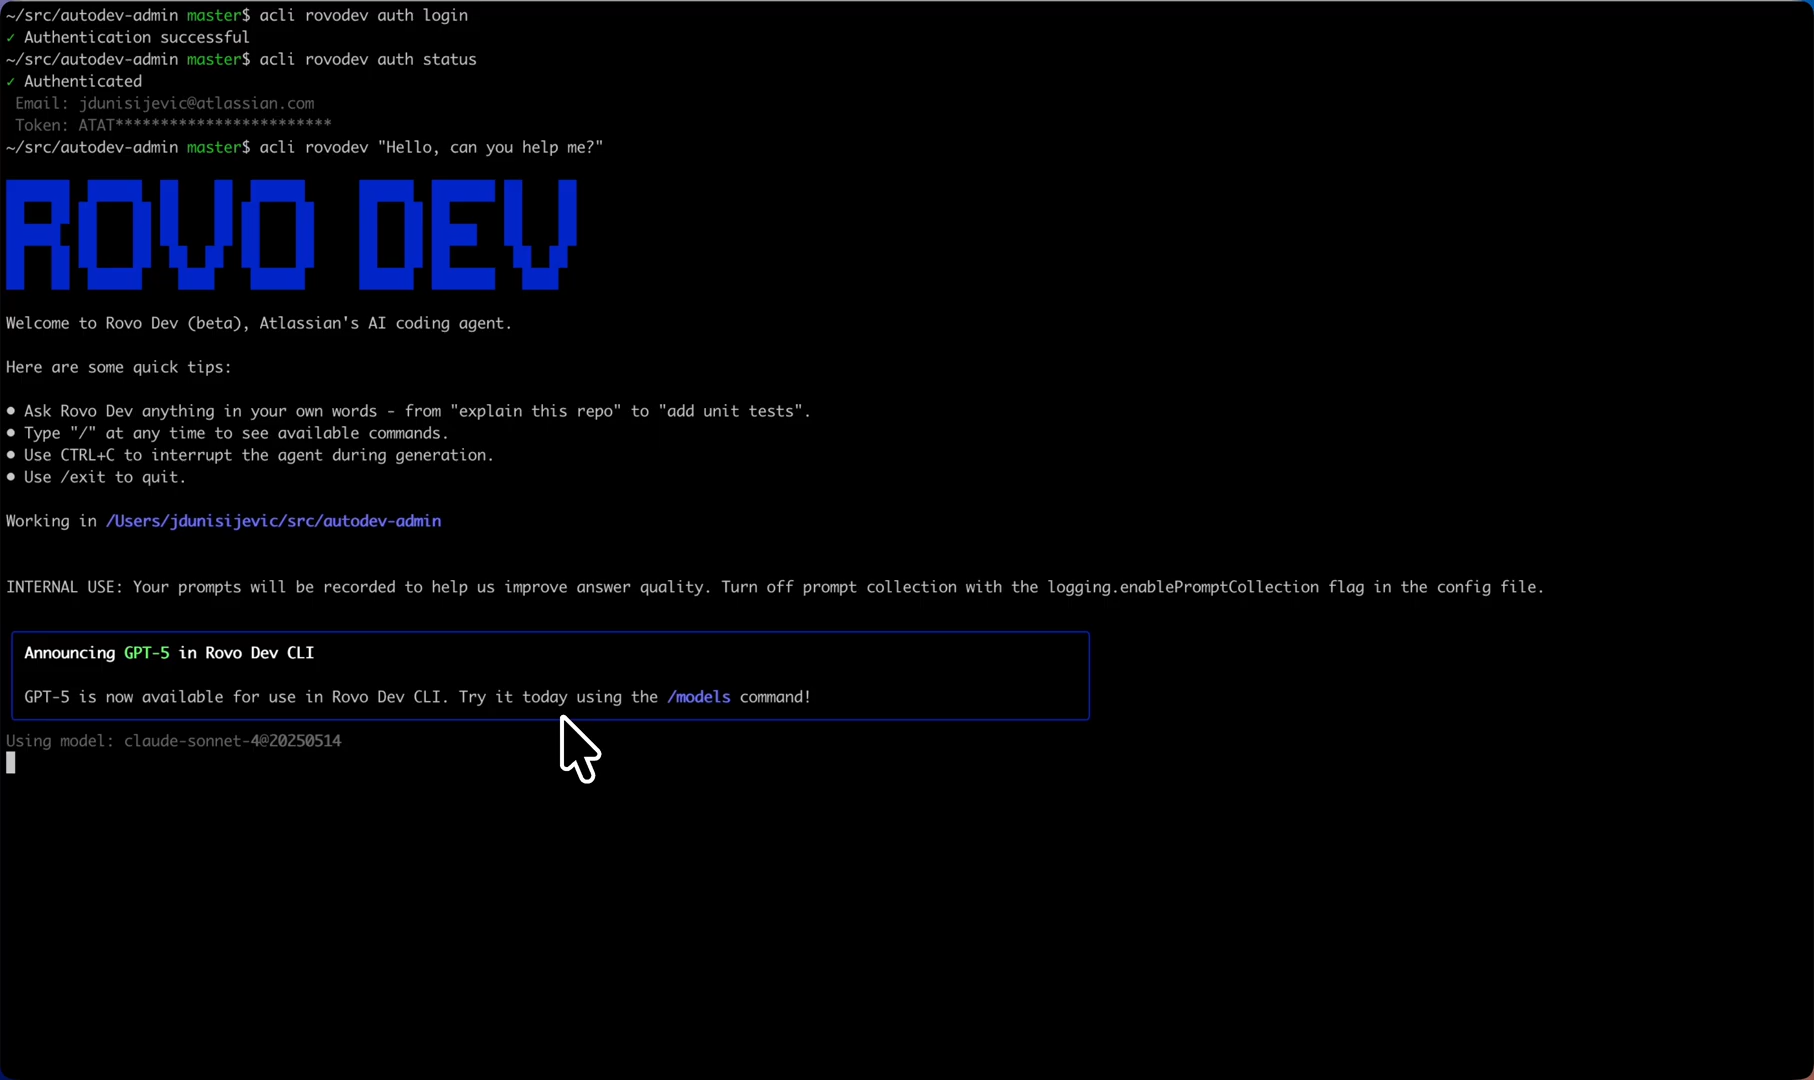 ~/src/autodev-admin master$ acli rovodev auth login
✓ Authentication successful
~/src/autodev-admin master$ acli rovodev auth status
✓ Authenticated
Email: jdunisijevic@atlassian.com
Token: ATAT************************
~/src/autodev-admin master$ acli rovodev "Hello, can you help me?"
ROVO DEV
Welcome to Rovo Dev (beta), Atlassian's AI coding agent.
Here are some quick tips:
● Ask Rovo Dev anything in your own words - from "explain this repo" to "add unit tests".
● Type "/" at any time to see available commands.
● Use CTRL+C to interrupt the agent during generation.
● Use /exit to quit.
Working in /Users/jdunisijevic/src/autodev-admin
INTERNAL USE: Your prompts will be recorded to help us improve answer quality. Turn off prompt collection with the logging.enablePromptCollection flag in the config file.
Announcing GPT-5 in Rovo Dev CLI
GPT-5 is now available for use in Rovo Dev CLI. Try it today using the /models command!
Using model: claude-sonnet-4@20250514